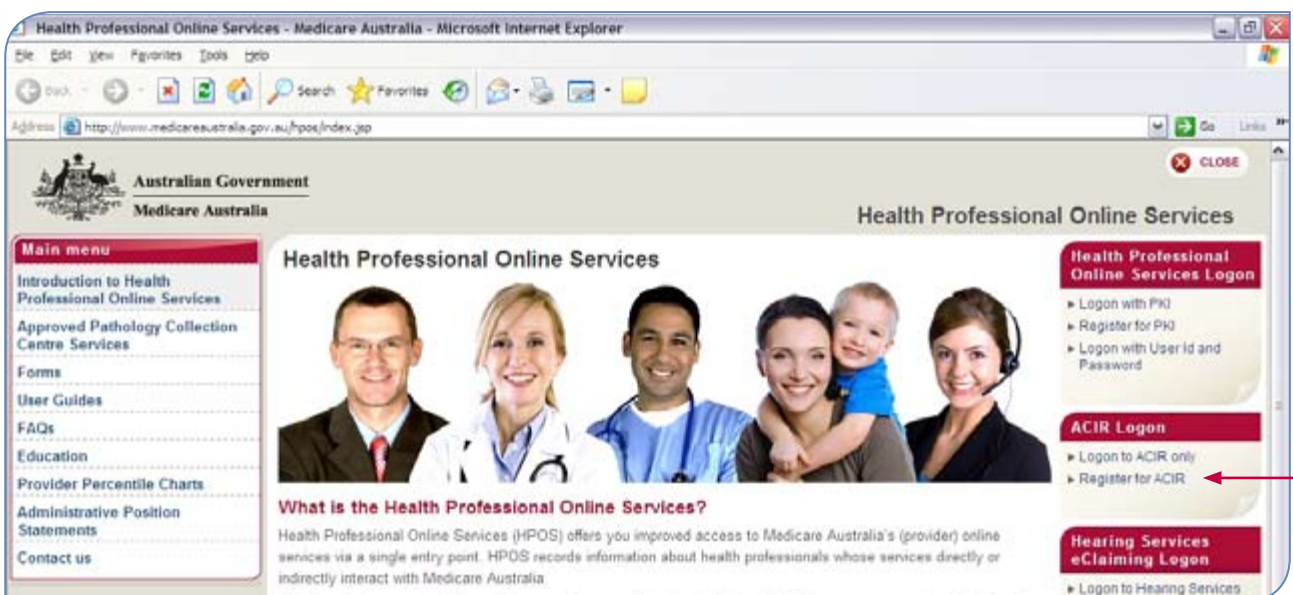 Health Professional Online Services - Medicare Australia - Microsoft Internet Explorer
File Edit View Favorites Tools Help
Back Search Favorites
Address http://www.medicareaustralia.gov.au/hpos/index.jsp Go Links
CLOSE
Australian Government
Medicare Australia
Health Professional Online Services
Main menu
Introduction to Health
Professional Online Services
Approved Pathology Collection
Centre Services
Forms
User Guides
FAQs
Education
Provider Percentile Charts
Administrative Position
Statements
Contact us
Health Professional Online Services
What is the Health Professional Online Services?
Health Professional Online Services (HPOS) offers you improved access to Medicare Australia's (provider) online
services via a single entry point. HPOS records information about health professionals whose services directly or
indirectly interact with Medicare Australia.
Health Professional
Online Services Logon
Logon with PKI
Register for PKI
Logon with User Id and
Password
ACIR Logon
Logon to ACIR only
Register for ACIR
Hearing Services
eClaiming Logon
Logon to Hearing Services